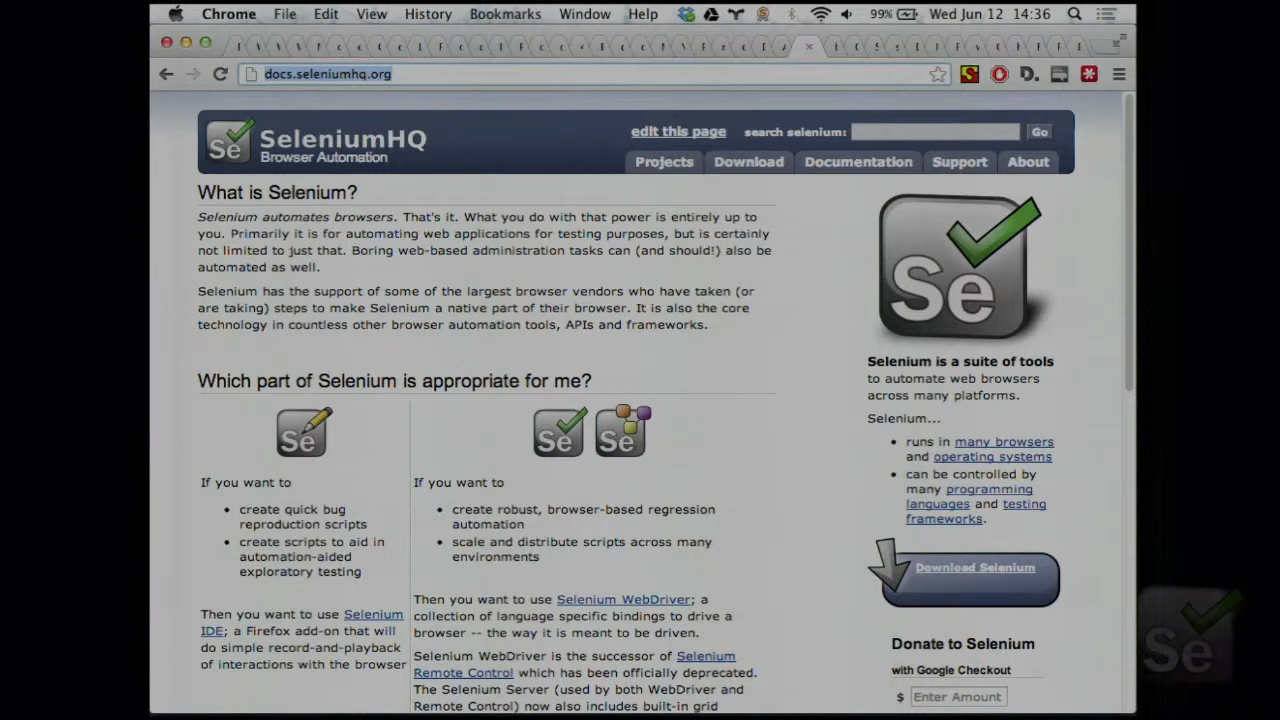 Chrome File Edit View History Bookmarks Window Help 99% Wed Jun 12 14:36
docs.seleniumhq.org
SeleniumHQ
Browser Automation
edit this page search selenium: Go
Projects Download Documentation Support About
What is Selenium?
Selenium automates browsers. That's it. What you do with that power is entirely up to
you. Primarily it is for automating web applications for testing purposes, but is certainly
not limited to just that. Boring web-based administration tasks can (and should!) also be
automated as well.
Selenium has the support of some of the largest browser vendors who have taken (or
are taking) steps to make Selenium a native part of their browser. It is also the core
technology in countless other browser automation tools, APIs and frameworks.
Which part of Selenium is appropriate for me?
Se
If you want to
create quick bug
reproduction scripts
create scripts to aid in
automation-aided
exploratory testing
Then you want to use Selenium
IDE; a Firefox add-on that will
do simple record-and-playback
of interactions with the browser
Se Se
If you want to
create robust, browser-based regression
automation
scale and distribute scripts across many
environments
Then you want to use Selenium WebDriver; a
collection of language specific bindings to drive a
browser -- the way it is meant to be driven.
Selenium WebDriver is the successor of Selenium
Remote Control which has been officially deprecated.
The Selenium Server (used by both WebDriver and
Remote Control) now also includes built-in grid
Se
Selenium is a suite of tools
to automate web browsers
across many platforms.
Selenium...
runs in many browsers
and operating systems
can be controlled by
many programming
languages and testing
frameworks.
Download Selenium
Donate to Selenium
with Google Checkout
$ Enter Amount
Se